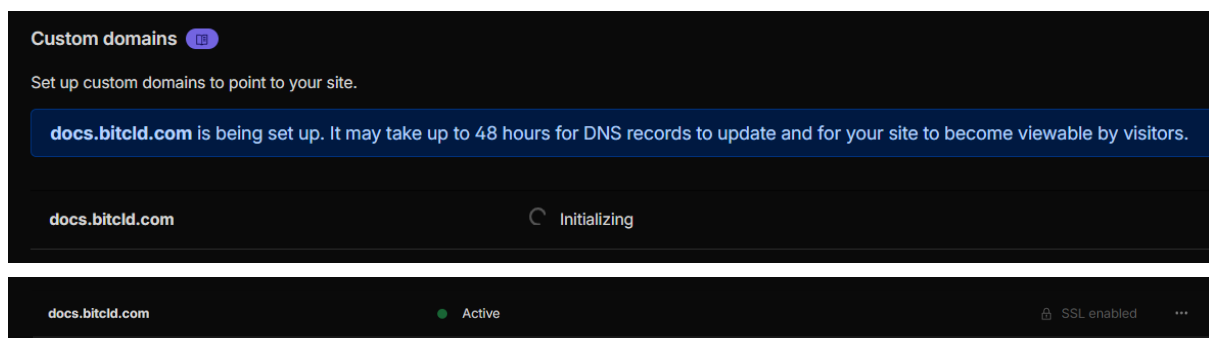 Custom domains
Set up custom domains to point to your site.
docs.bitcld.com is being set up. It may take up to 48 hours for DNS records to update and for your site to become viewable by visitors.
docs.bitcld.com Initializing
docs.bitcld.com Active SSL enabled